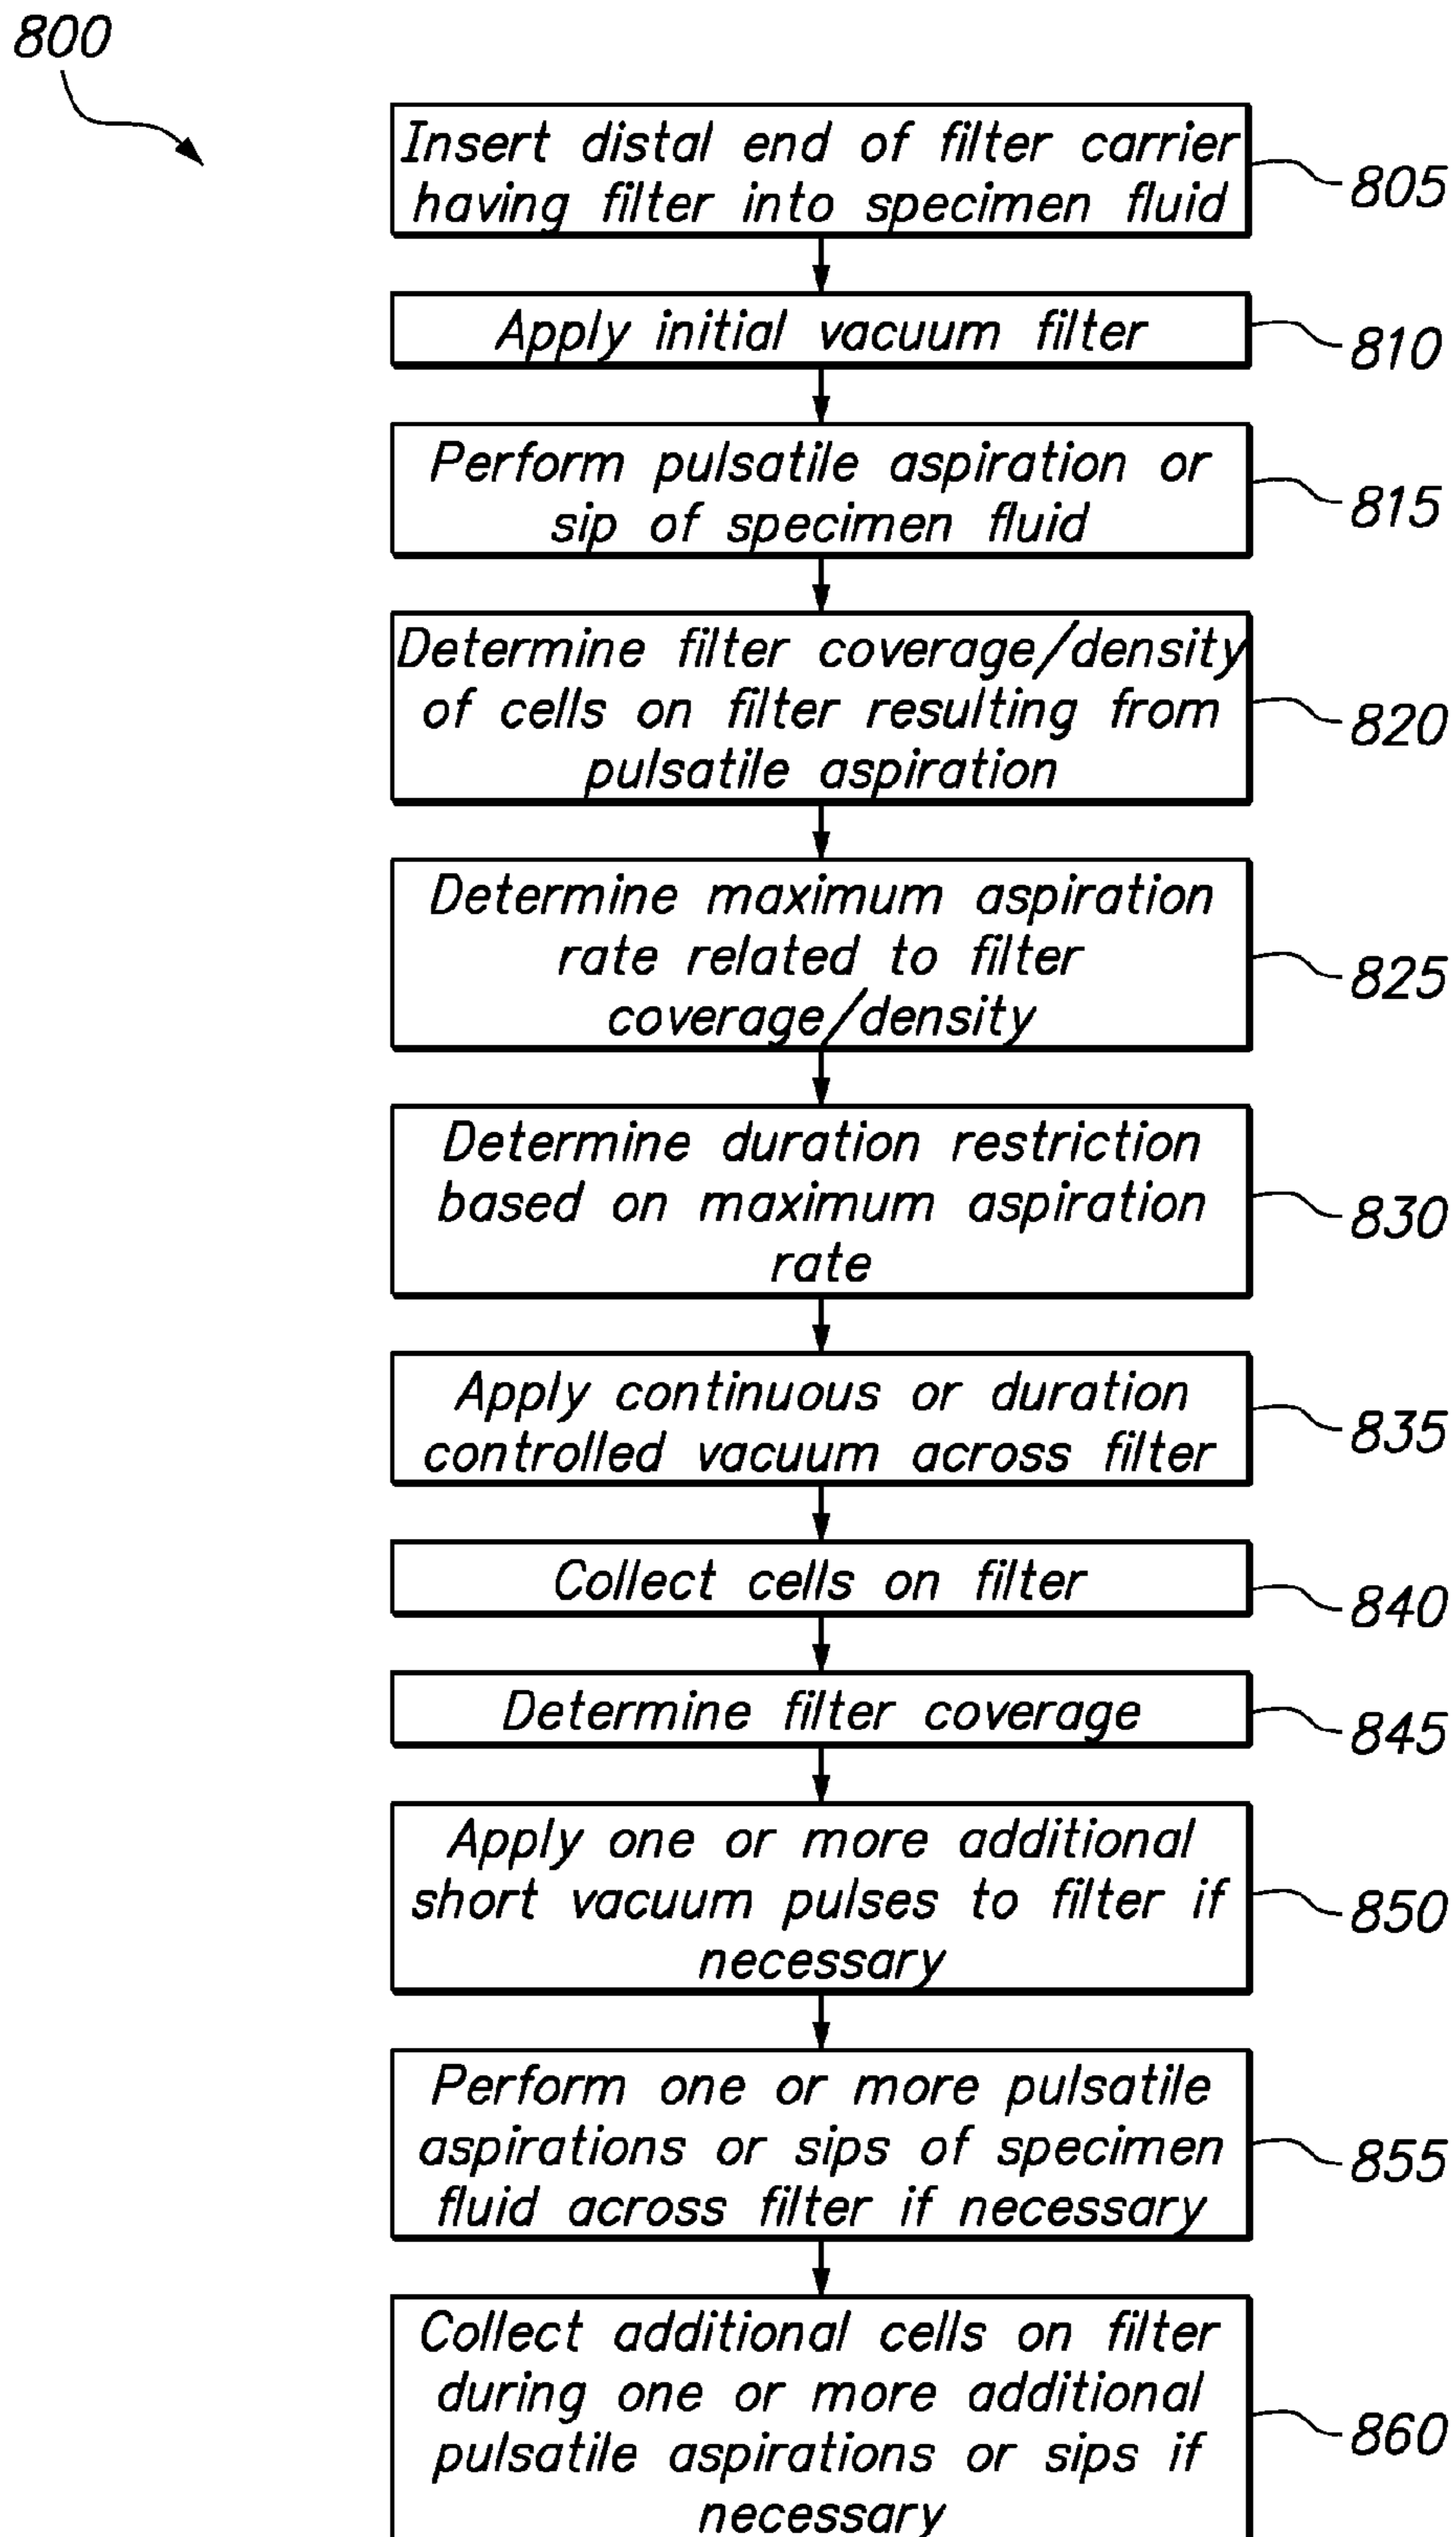 800
Insert distal end of filter carrier
having filter into specimen fluid
805
Apply initial vacuum filter
810
Perform pulsatile aspiration or
sip of specimen fluid
815
Determine filter coverage/density
of cells on filter resulting from
pulsatile aspiration
820
Determine maximum aspiration
rate related to filter
coverage/density
825
Determine duration restriction
based on maximum aspiration
rate
830
Apply continuous or duration
controlled vacuum across filter
835
Collect cells on filter
840
Determine filter coverage
845
Apply one or more additional
short vacuum pulses to filter if
necessary
850
Perform one or more pulsatile
aspirations or sips of specimen
fluid across filter if necessary
855
Collect additional cells on filter
during one or more additional
pulsatile aspirations or sips if
necessary
860